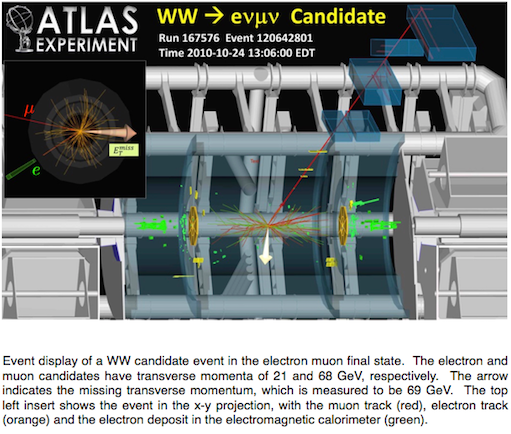 ATLAS
EXPERIMENT
WW → eνμν Candidate
Run 167576 Event 120642801
Time 2010-10-24 13:06:00 EDT
μ
E_T^miss
e
Event display of a WW candidate event in the electron muon final state. The electron and
muon candidates have transverse momenta of 21 and 68 GeV, respectively. The arrow
indicates the missing transverse momentum, which is measured to be 69 GeV. The top
left insert shows the event in the x-y projection, with the muon track (red), electron track
(orange) and the electron deposit in the electromagnetic calorimeter (green).